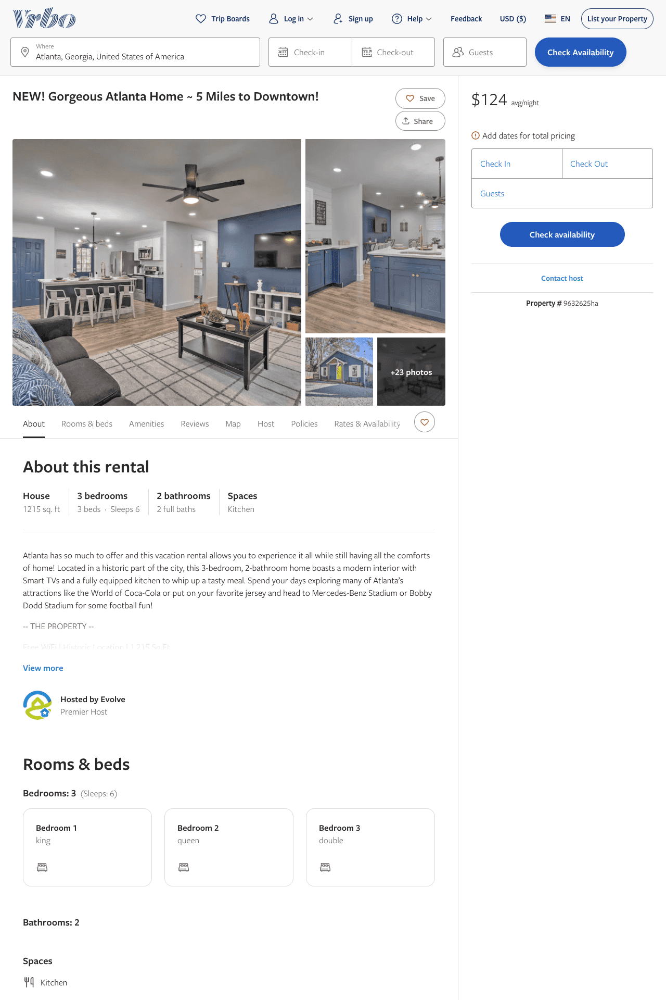 Vrbo
Trip Boards
Log in
Sign up
Help
Feedback
USD ($)
EN
List your Property
Where
Atlanta, Georgia, United States of America
Check-in
Check-out
Guests
Check Availability
NEW! Gorgeous Atlanta Home ~ 5 Miles to Downtown!
Save
Share
$124 avg/night
Add dates for total pricing
Check In
Check Out
Guests
Check availability
Contact host
Property # 9632625ha
+23 photos
About
Rooms & beds
Amenities
Reviews
Map
Host
Policies
Rates & Availability
About this rental
House
1215 sq. ft
3 bedrooms
3 beds · Sleeps 6
2 bathrooms
2 full baths
Spaces
Kitchen
Atlanta has so much to offer and this vacation rental allows you to experience it all while still having all the comforts
of home! Located in a historic part of the city, this 3-bedroom, 2-bathroom home boasts a modern interior with
Smart TVs and a fully equipped kitchen to whip up a tasty meal. Spend your days exploring many of Atlanta's
attractions like the World of Coca-Cola or put on your favorite jersey and head to Mercedes-Benz Stadium or Bobby
Dodd Stadium for some football fun!
-- THE PROPERTY --
Free WiFi | Historic Location | 1,215 Sq Ft
View more
Hosted by Evolve
Premier Host
Rooms & beds
Bedrooms: 3 (Sleeps: 6)
Bedroom 1
king
Bedroom 2
queen
Bedroom 3
double
Bathrooms: 2
Spaces
Kitchen